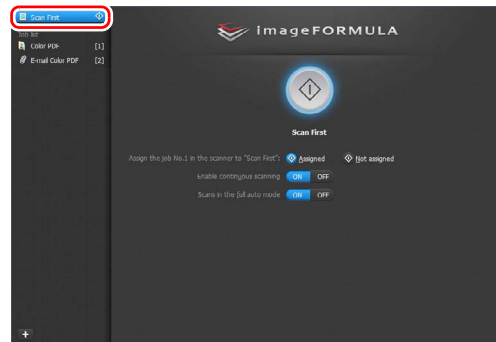 Scan First
Job list
Color PDF [1]
E-mail Color PDF [2]
imageFORMULA
Scan First
Assign the job No.1 in the scanner to "Scan First": Assigned Not assigned
Enable continuous scanning ON OFF
Scans in the full auto mode ON OFF
+